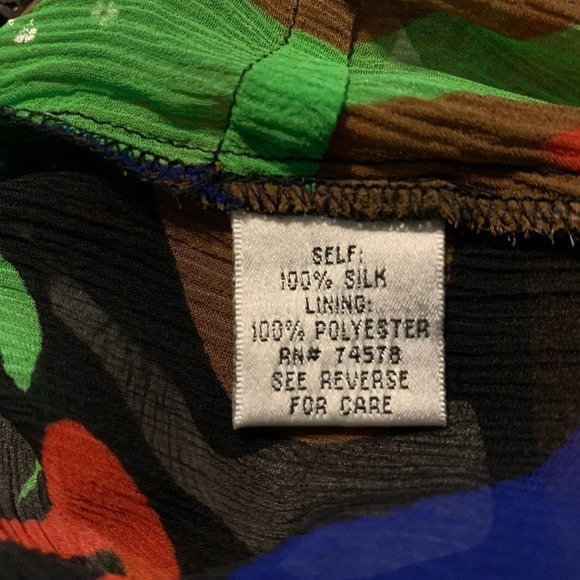 SELF:
100% SILK
LINING:
100% POLYESTER
RN# 74578
SEE REVERSE
FOR CARE